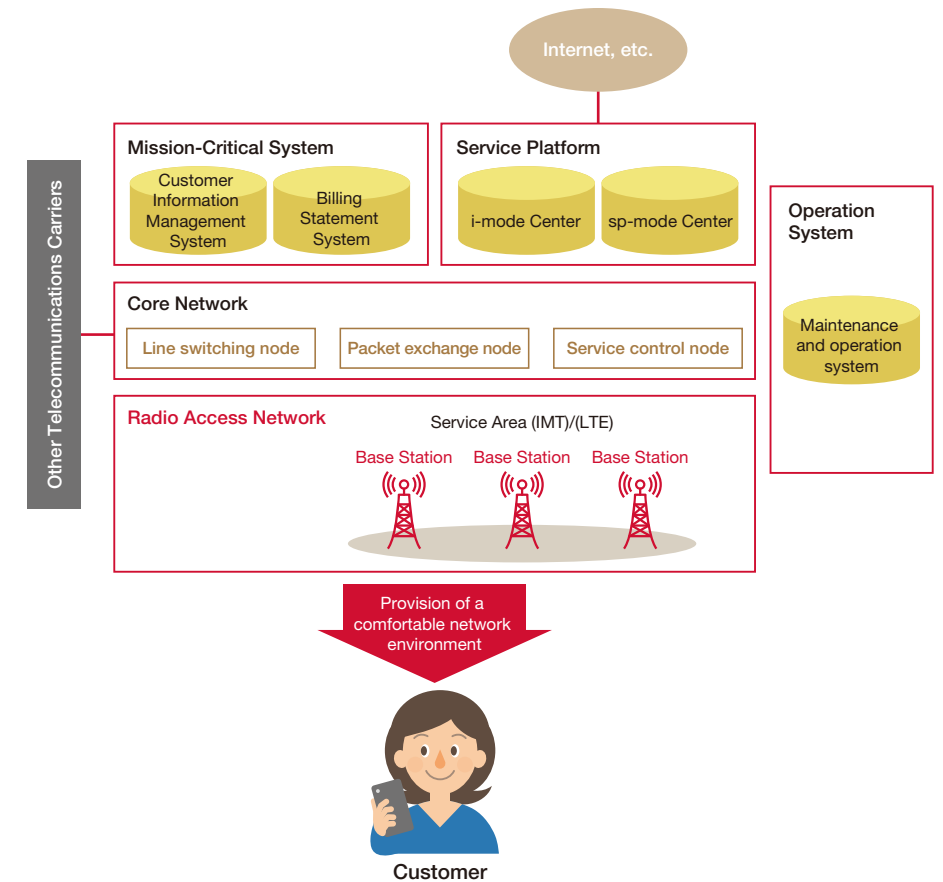 Internet, etc.
Mission-Critical System
Customer
Information
Management
System
Billing
Statement
System
Service Platform
i-mode Center
sp-mode Center
Other Telecommunications Carriers
Operation
System
Maintenance
and operation
system
Core Network
Line switching node
Packet exchange node
Service control node
Radio Access Network
Service Area (IMT)/(LTE)
Base Station
Base Station
Base Station
Provision of a
comfortable network
environment
Customer